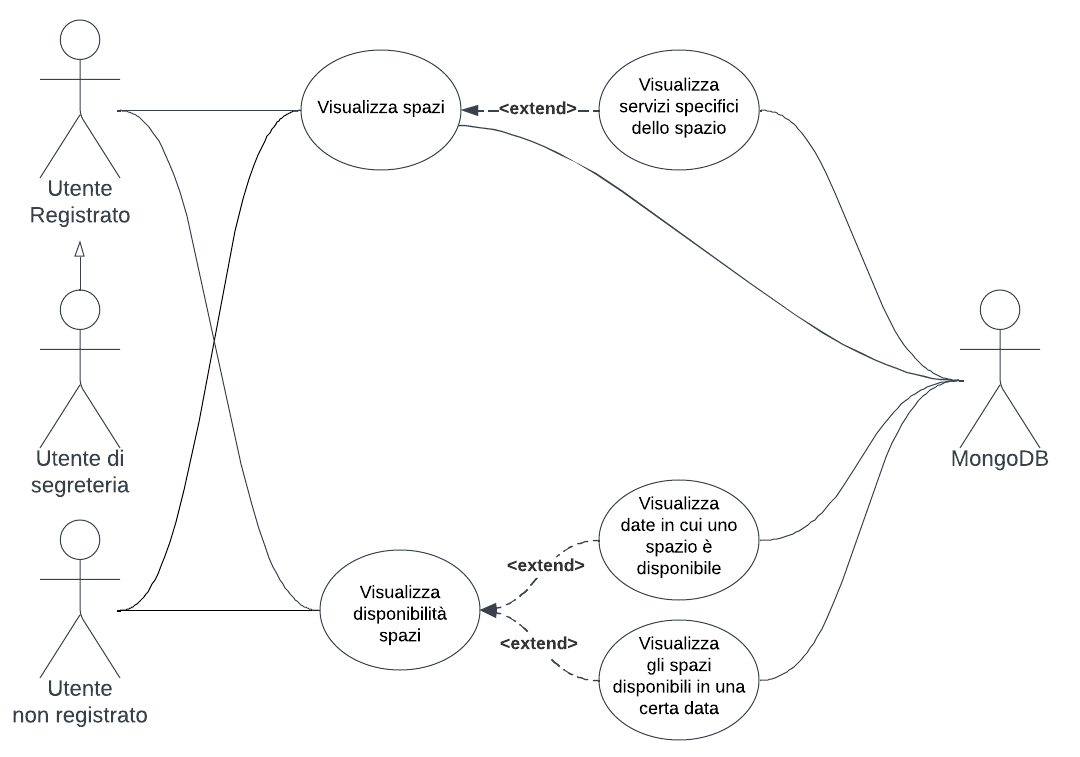 Utente
Registrato
Utente di
segreteria
Utente
non registrato
Visualizza spazi
<extend>
Visualizza
servizi specifici
dello spazio
Visualizza
disponibilità
spazi
<extend>
<extend>
Visualizza
date in cui uno
spazio è
disponibile
Visualizza
gli spazi
disponibili in una
certa data
MongoDB